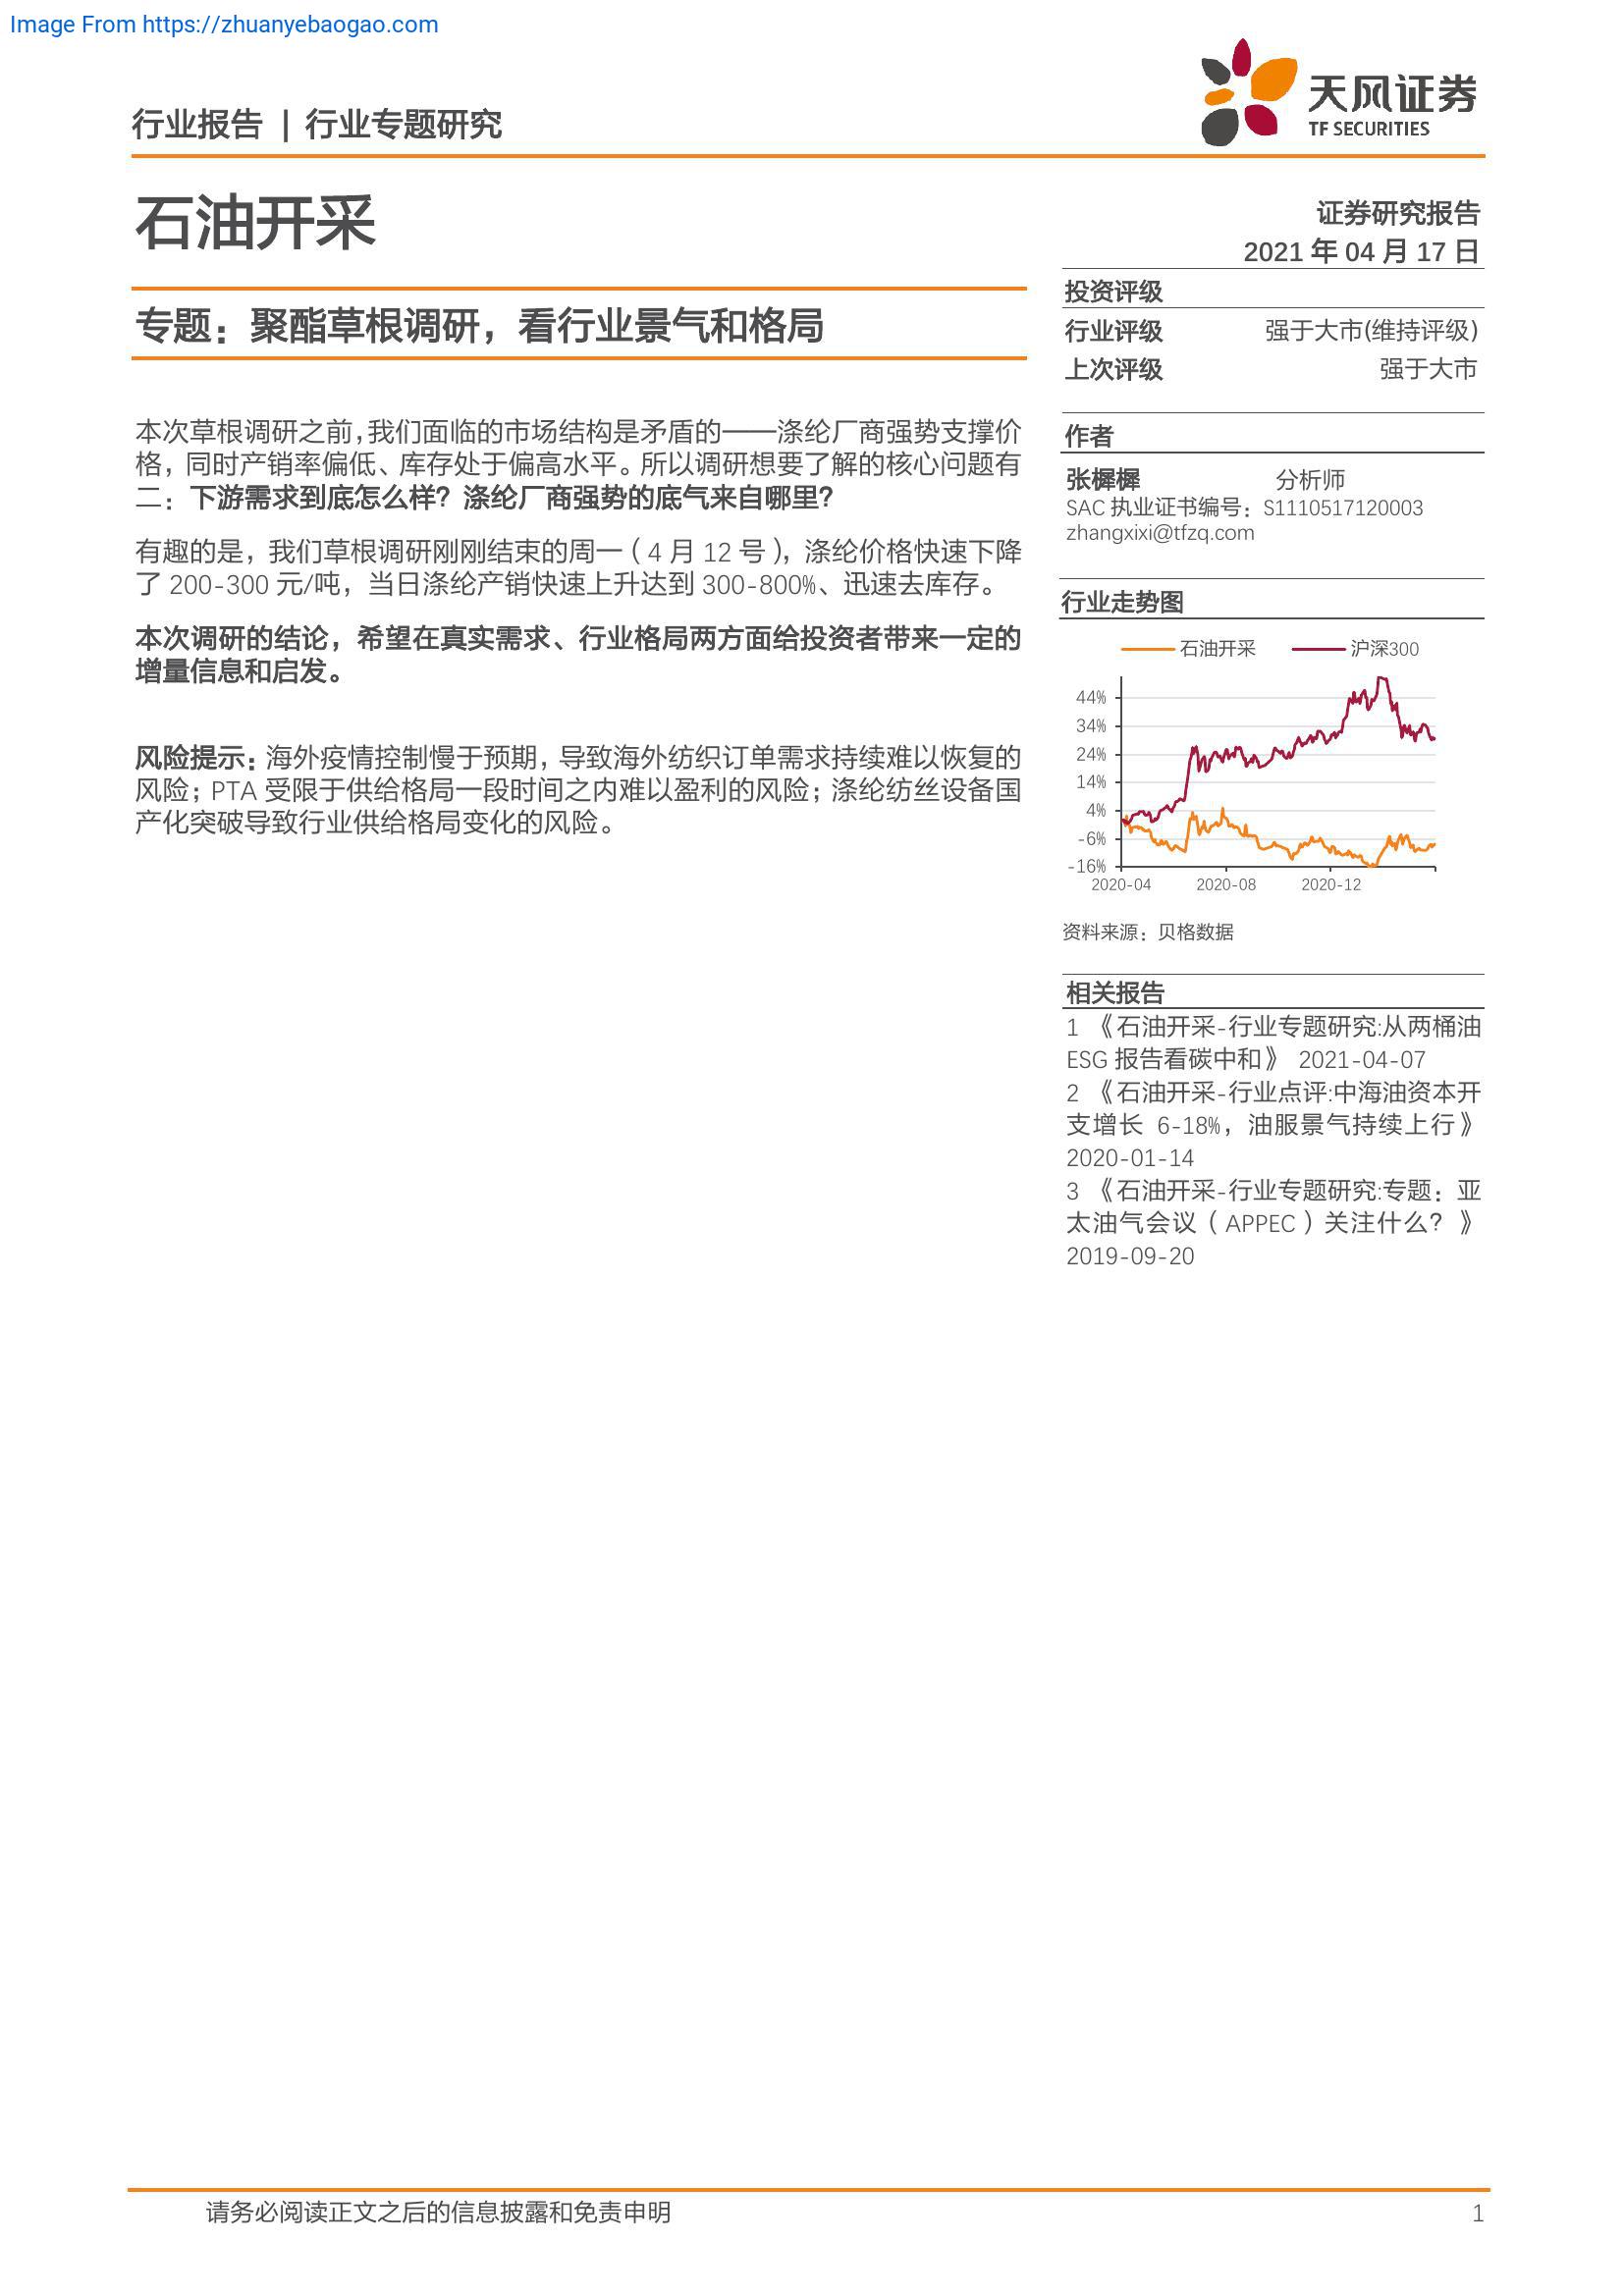 Image From https://zhuanyebaogao.com
行业报告 | 行业专题研究
天风证券
TF SECURITIES
石油开采
证券研究报告
2021 年 04 月 17 日
专题：聚酯草根调研，看行业景气和格局
本次草根调研之前，我们面临的市场结构是矛盾的——涤纶厂商强势支撑价
格，同时产销率偏低、库存处于偏高水平。所以调研想要了解的核心问题有
二：下游需求到底怎么样？涤纶厂商强势的底气来自哪里？
有趣的是，我们草根调研刚刚结束的周一（4 月 12 号），涤纶价格快速下降
了 200-300 元/吨，当日涤纶产销快速上升达到 300-800%、迅速去库存。
本次调研的结论，希望在真实需求、行业格局两方面给投资者带来一定的
增量信息和启发。
风险提示：海外疫情控制慢于预期，导致海外纺织订单需求持续难以恢复的
风险；PTA 受限于供给格局一段时间之内难以盈利的风险；涤纶纺丝设备国
产化突破导致行业供给格局变化的风险。
投资评级
行业评级 强于大市(维持评级)
上次评级 强于大市
作者
张樨樨 分析师
SAC 执业证书编号：S1110517120003
zhangxixi@tfzq.com
行业走势图
石油开采 沪深300
44%
34%
24%
14%
4%
-6%
-16%
2020-04 2020-08 2020-12
资料来源：贝格数据
相关报告
1 《石油开采-行业专题研究:从两桶油
ESG 报告看碳中和》 2021-04-07
2 《石油开采-行业点评:中海油资本开
支增长 6-18%，油服景气持续上行》
2020-01-14
3 《石油开采-行业专题研究:专题：亚
太油气会议（APPEC）关注什么？》
2019-09-20
请务必阅读正文之后的信息披露和免责申明 1